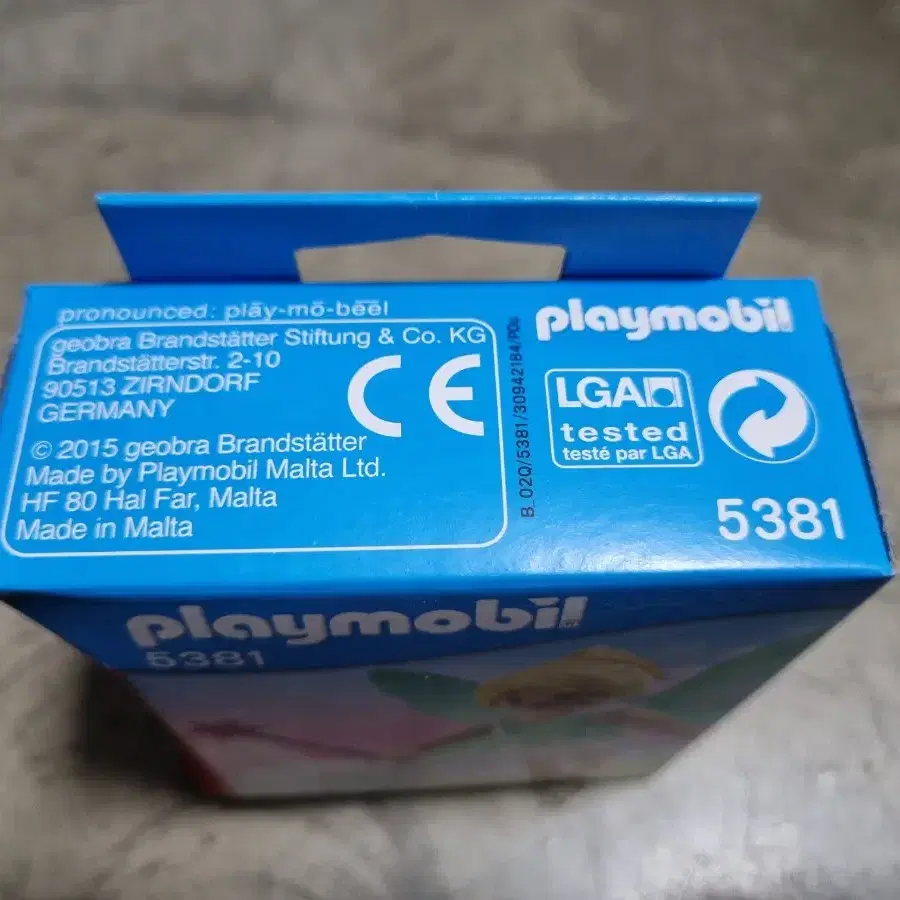 pronounced: plāy-mō-bēēl
geobra Brandstätter Stiftung & Co. KG
Brandstätterstr. 2-10
90513 ZIRNDORF
GERMANY
CE
© 2015 geobra Brandstätter
Made by Playmobil Malta Ltd.
HF 80 Hal Far, Malta
Made in Malta
B_02Q/5381/30942184/P0u
playmobil
LGA
tested
testé par LGA
5381
playmobil
5381